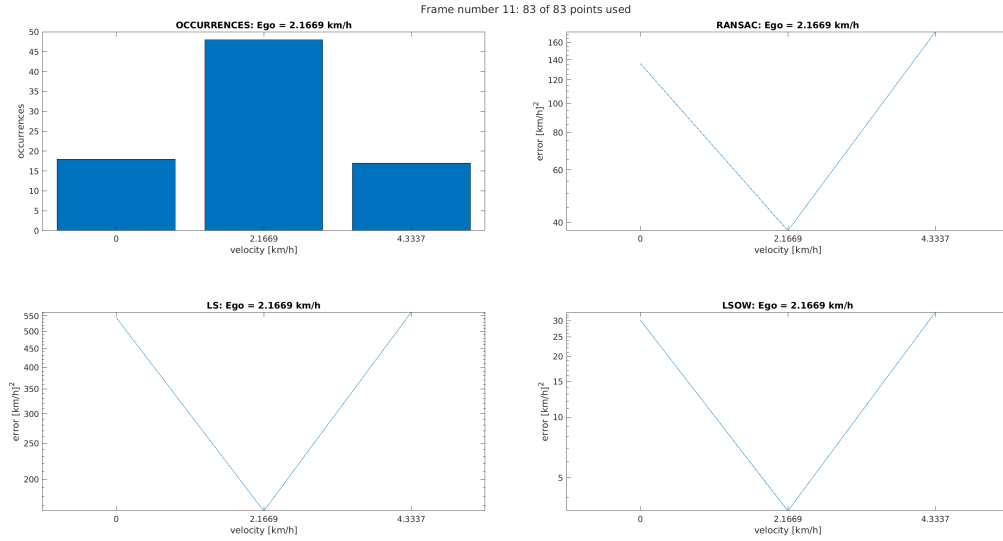 Frame number 11: 83 of 83 points used
OCCURRENCES: Ego = 2.1669 km/h
50
45
40
35
30
25
20
15
10
5
0
occurrences
0 2.1669 4.3337
velocity [km/h]
RANSAC: Ego = 2.1669 km/h
160
140
120
100
80
60
40
error [km/h]²
0 2.1669 4.3337
velocity [km/h]
LS: Ego = 2.1669 km/h
550
500
450
400
350
300
250
200
error [km/h]²
0 2.1669 4.3337
velocity [km/h]
LSOW: Ego = 2.1669 km/h
30
25
20
15
10
5
error [km/h]²
0 2.1669 4.3337
velocity [km/h]